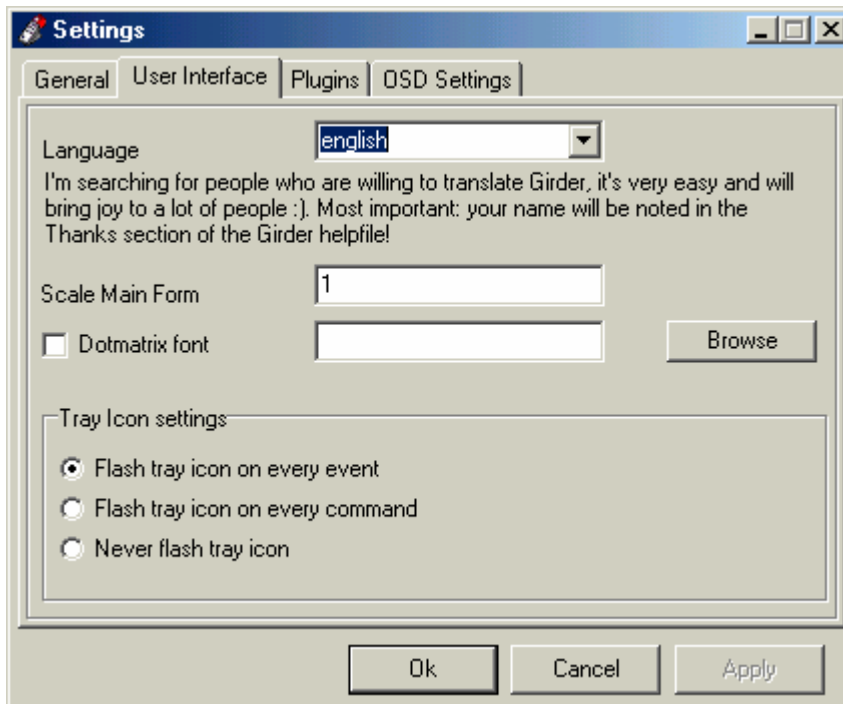 Settings
General User Interface Plugins OSD Settings
Language english
I'm searching for people who are willing to translate Girder, it's very easy and will
bring joy to a lot of people :). Most important: your name will be noted in the
Thanks section of the Girder helpfile!
Scale Main Form 1
Dotmatrix font Browse
Tray Icon settings
Flash tray icon on every event
Flash tray icon on every command
Never flash tray icon
Ok Cancel Apply